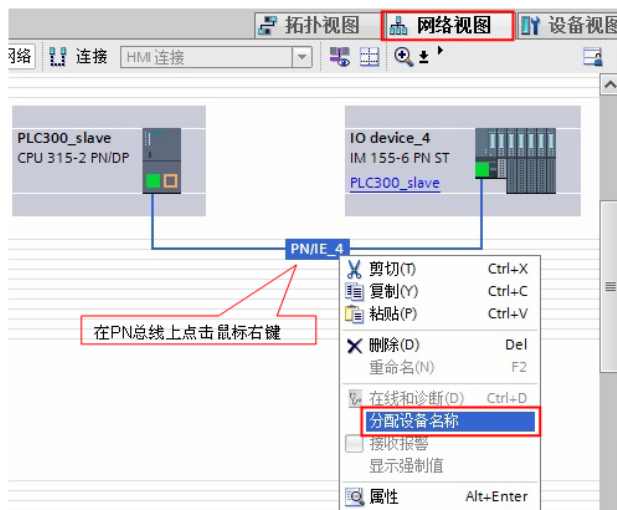 拓扑视图 网络视图 设备视图
网络 连接 HMI 连接
PLC300_slave
CPU 315-2 PN/DP
IO device_4
IM 155-6 PN ST
PLC300_slave
PN/IE_4
在PN总线上点击鼠标右键
剪切(T) Ctrl+X
复制(Y) Ctrl+C
粘贴(P) Ctrl+V
删除(D) Del
重命名(N) F2
在线和诊断(D) Ctrl+D
分配设备名称
接收报警
显示强制值
属性 Alt+Enter